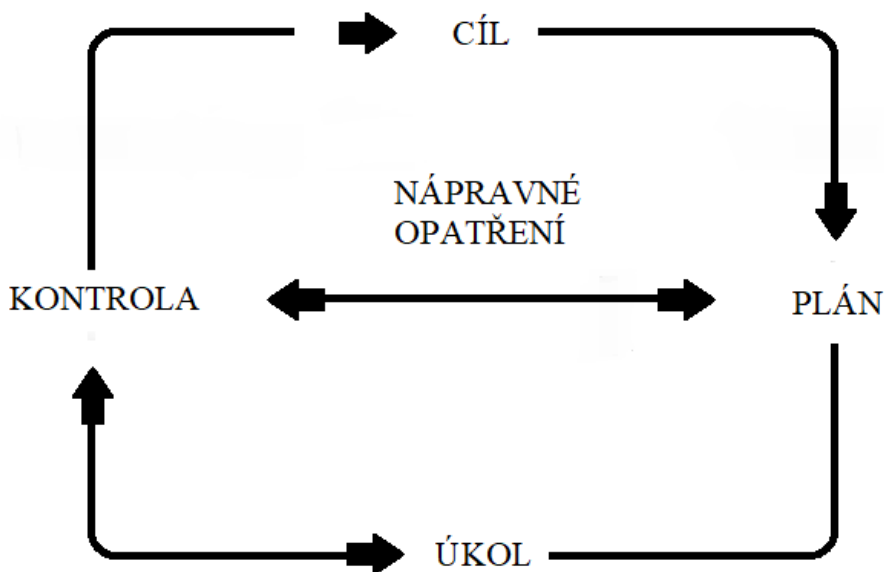 CÍL
NÁPRAVNÉ
OPATŘENÍ
KONTROLA
PLÁN
ÚKOL